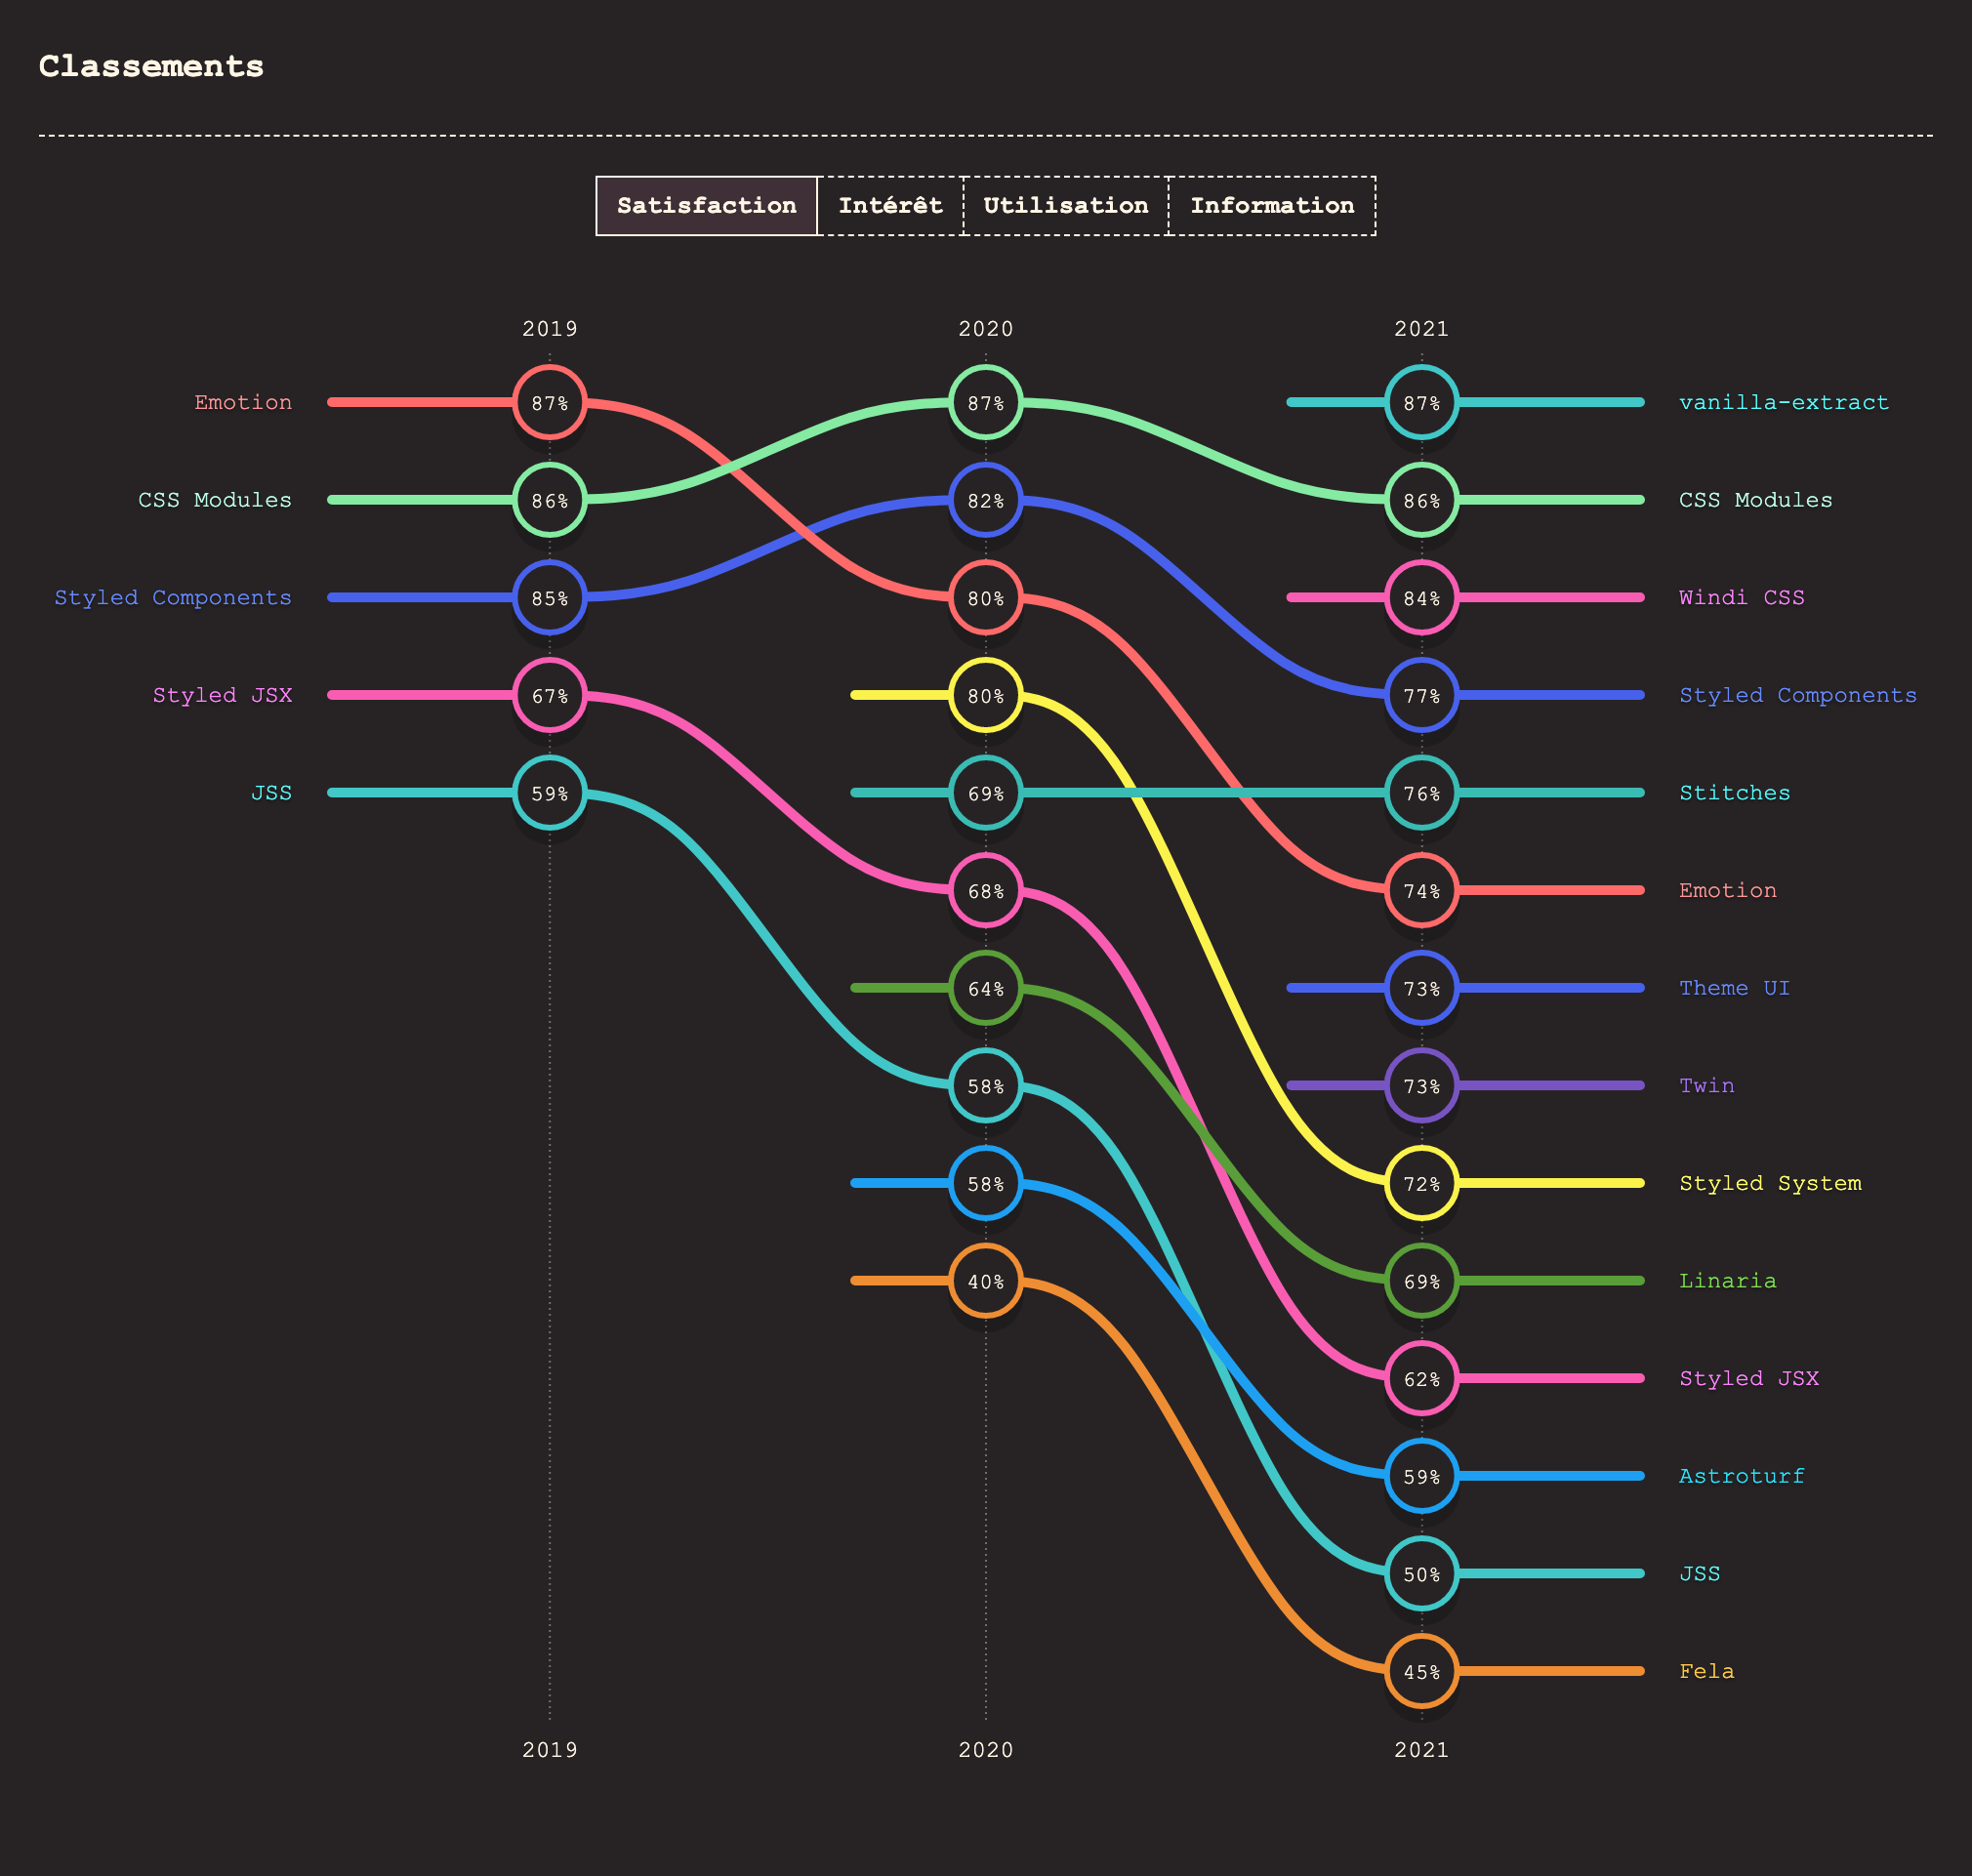 Classements
Satisfaction Intérêt Utilisation Information
2019 2020 2021
Emotion 87% 87% 87% vanilla-extract
CSS Modules 86% 82% 86% CSS Modules
Styled Components 85% 80% 84% Windi CSS
Styled JSX 67% 80% 77% Styled Components
JSS 59% 69% 76% Stitches
68% 74% Emotion
64% 73% Theme UI
58% 73% Twin
58% 72% Styled System
40% 69% Linaria
62% Styled JSX
59% Astroturf
50% JSS
45% Fela
2019 2020 2021